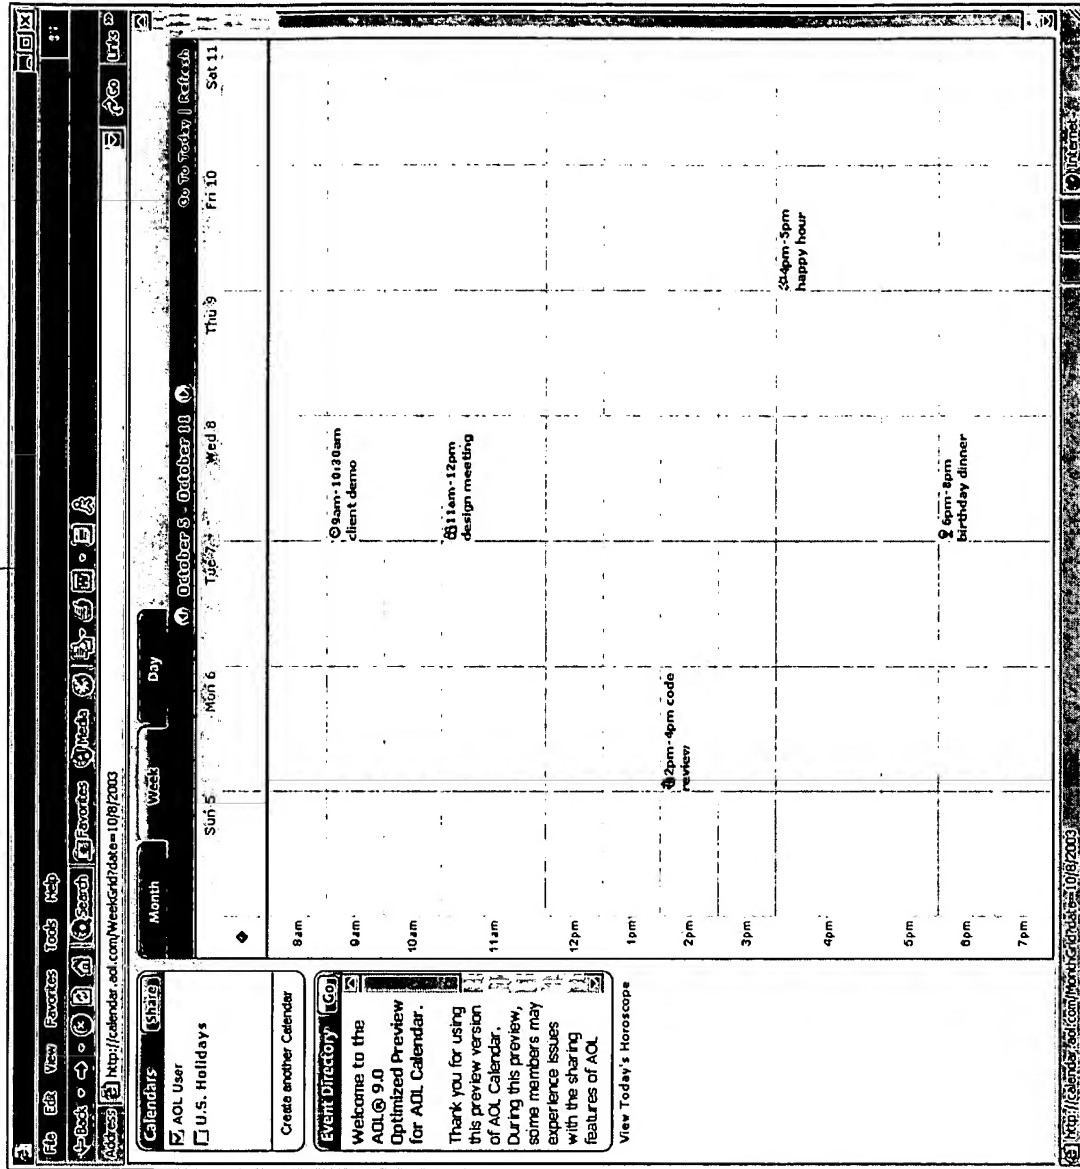 File Edit View Favorites Tools Help
Back Search Favorites Media
Address http://calendar.aol.com/WeekGrid?date=10/8/2003 Go Links »
Calendars Share
AOL User
U.S. Holidays
Create another Calendar
Event Directory Go
Welcome to the
AOL® 9.0
Optimized Preview
for AOL Calendar.
Thank you for using
this preview version
of AOL Calendar.
During this preview,
some members may
experience issues
with the sharing
features of AOL
View Today's Horoscope
Month Week Day
October 5 - October 11 Go To Today | Refresh
Sun 5 Mon 6 Tue 7 Wed 8 Thu 9 Fri 10 Sat 11
8am
9am
9am-10:30am
client demo
10am
11am
11am-12pm
design meeting
12pm
1pm
2pm
2pm-4pm code
review
3pm
4pm
4pm-5pm
happy hour
5pm
6pm
6pm-8pm
birthday dinner
7pm
http://calendar.aol.com/MonthGrid?date=10/8/2003 Internet